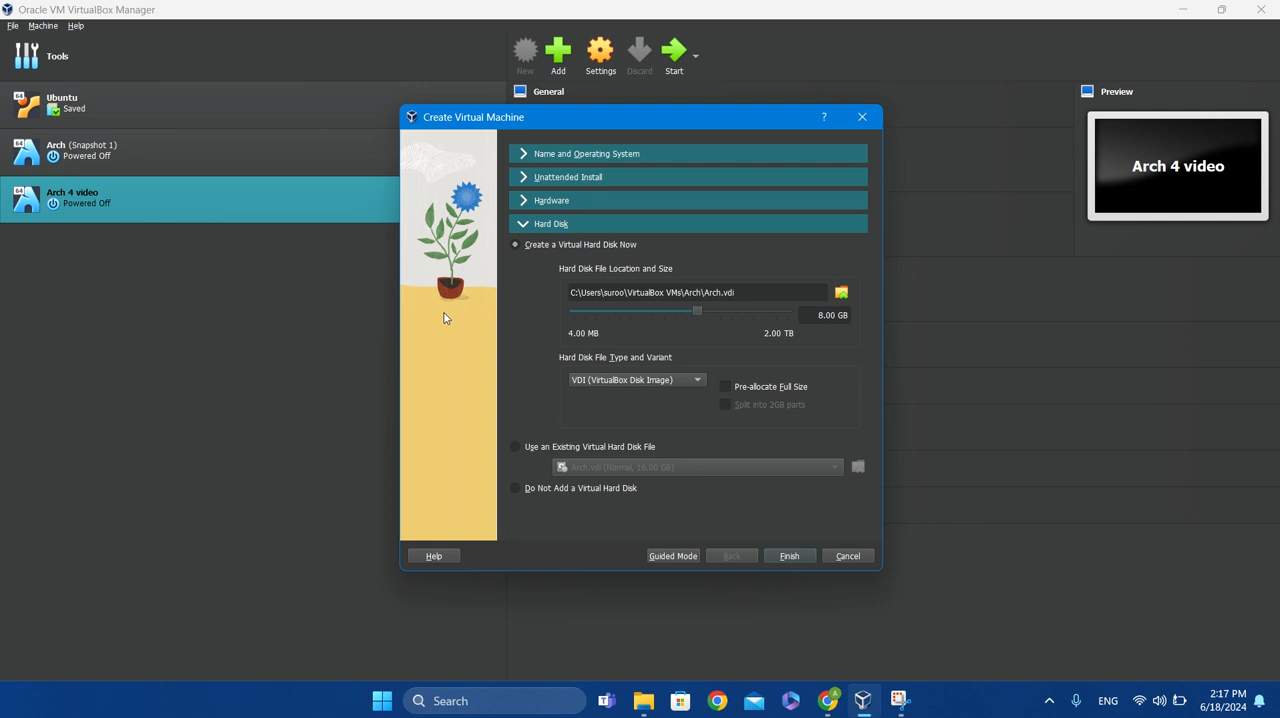 Oracle VM VirtualBox Manager
File Machine Help
Tools
New Add Settings Discard Start
64 Ubuntu
Saved
64 Arch (Snapshot 1)
Powered Off
64 Arch 4 video
Powered Off
General
Preview
Arch 4 video
Create Virtual Machine ?
Name and Operating System
Unattended Install
Hardware
Hard Disk
Create a Virtual Hard Disk Now
Hard Disk File Location and Size
C:\Users\suroo\VirtualBox VMs\Arch\Arch.vdi
8.00 GB
4.00 MB 2.00 TB
Hard Disk File Type and Variant
VDI (VirtualBox Disk Image)
Pre-allocate Full Size
Split into 2GB parts
Use an Existing Virtual Hard Disk File
Arch.vdi (Normal, 16.00 GB)
Do Not Add a Virtual Hard Disk
Help Guided Mode Back Finish Cancel
Search
ENG
2:17 PM
6/18/2024